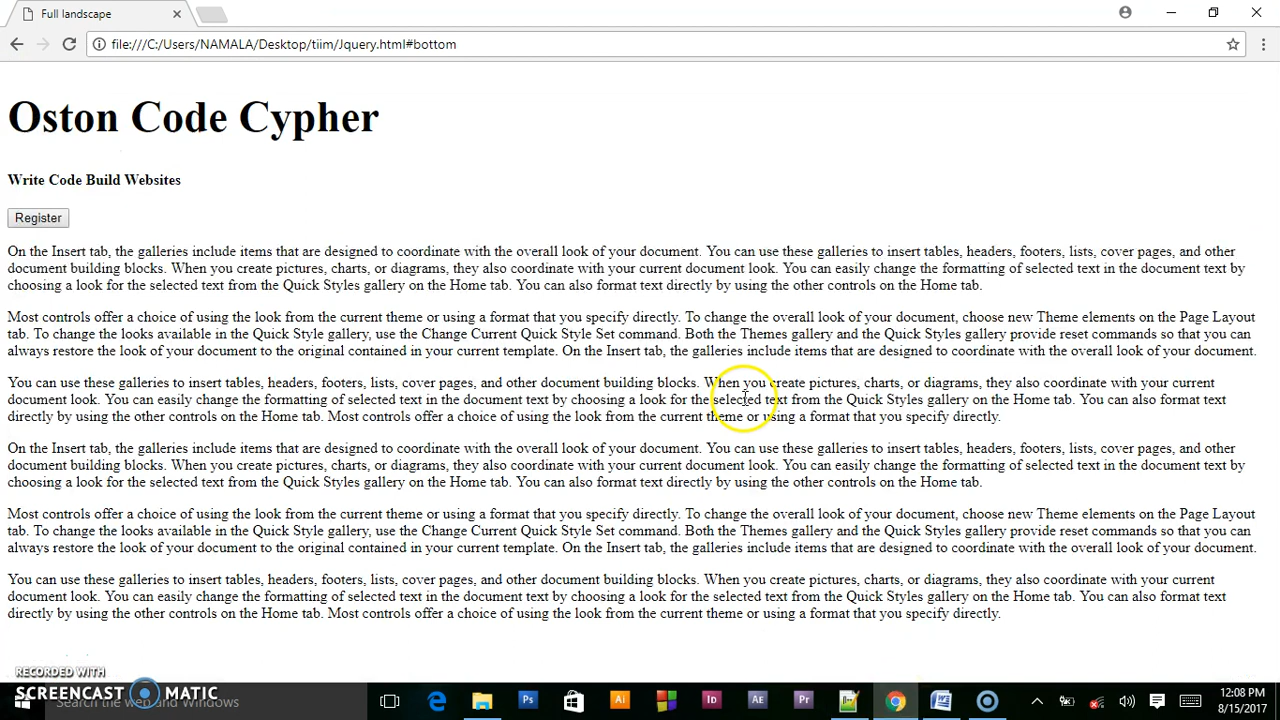 Full landscape
file:///C:/Users/NAMALA/Desktop/tiim/Jquery.html#bottom
Oston Code Cypher
Write Code Build Websites
Register
On the Insert tab, the galleries include items that are designed to coordinate with the overall look of your document. You can use these galleries to insert tables, headers, footers, lists, cover pages, and other
document building blocks. When you create pictures, charts, or diagrams, they also coordinate with your current document look. You can easily change the formatting of selected text in the document text by
choosing a look for the selected text from the Quick Styles gallery on the Home tab. You can also format text directly by using the other controls on the Home tab.
Most controls offer a choice of using the look from the current theme or using a format that you specify directly. To change the overall look of your document, choose new Theme elements on the Page Layout
tab. To change the looks available in the Quick Style gallery, use the Change Current Quick Style Set command. Both the Themes gallery and the Quick Styles gallery provide reset commands so that you can
always restore the look of your document to the original contained in your current template. On the Insert tab, the galleries include items that are designed to coordinate with the overall look of your document.
You can use these galleries to insert tables, headers, footers, lists, cover pages, and other document building blocks. When you create pictures, charts, or diagrams, they also coordinate with your current
document look. You can easily change the formatting of selected text in the document text by choosing a look for the selected text from the Quick Styles gallery on the Home tab. You can also format text
directly by using the other controls on the Home tab. Most controls offer a choice of using the look from the current theme or using a format that you specify directly.
On the Insert tab, the galleries include items that are designed to coordinate with the overall look of your document. You can use these galleries to insert tables, headers, footers, lists, cover pages, and other
document building blocks. When you create pictures, charts, or diagrams, they also coordinate with your current document look. You can easily change the formatting of selected text in the document text by
choosing a look for the selected text from the Quick Styles gallery on the Home tab. You can also format text directly by using the other controls on the Home tab.
Most controls offer a choice of using the look from the current theme or using a format that you specify directly. To change the overall look of your document, choose new Theme elements on the Page Layout
tab. To change the looks available in the Quick Style gallery, use the Change Current Quick Style Set command. Both the Themes gallery and the Quick Styles gallery provide reset commands so that you can
always restore the look of your document to the original contained in your current template. On the Insert tab, the galleries include items that are designed to coordinate with the overall look of your document.
You can use these galleries to insert tables, headers, footers, lists, cover pages, and other document building blocks. When you create pictures, charts, or diagrams, they also coordinate with your current
document look. You can easily change the formatting of selected text in the document text by choosing a look for the selected text from the Quick Styles gallery on the Home tab. You can also format text
directly by using the other controls on the Home tab. Most controls offer a choice of using the look from the current theme or using a format that you specify directly.
RECORDED WITH
SCREENCAST MATIC
Search the web and Windows
Ps
Ai
Id
Ae
Pr
12:08 PM
8/15/2017